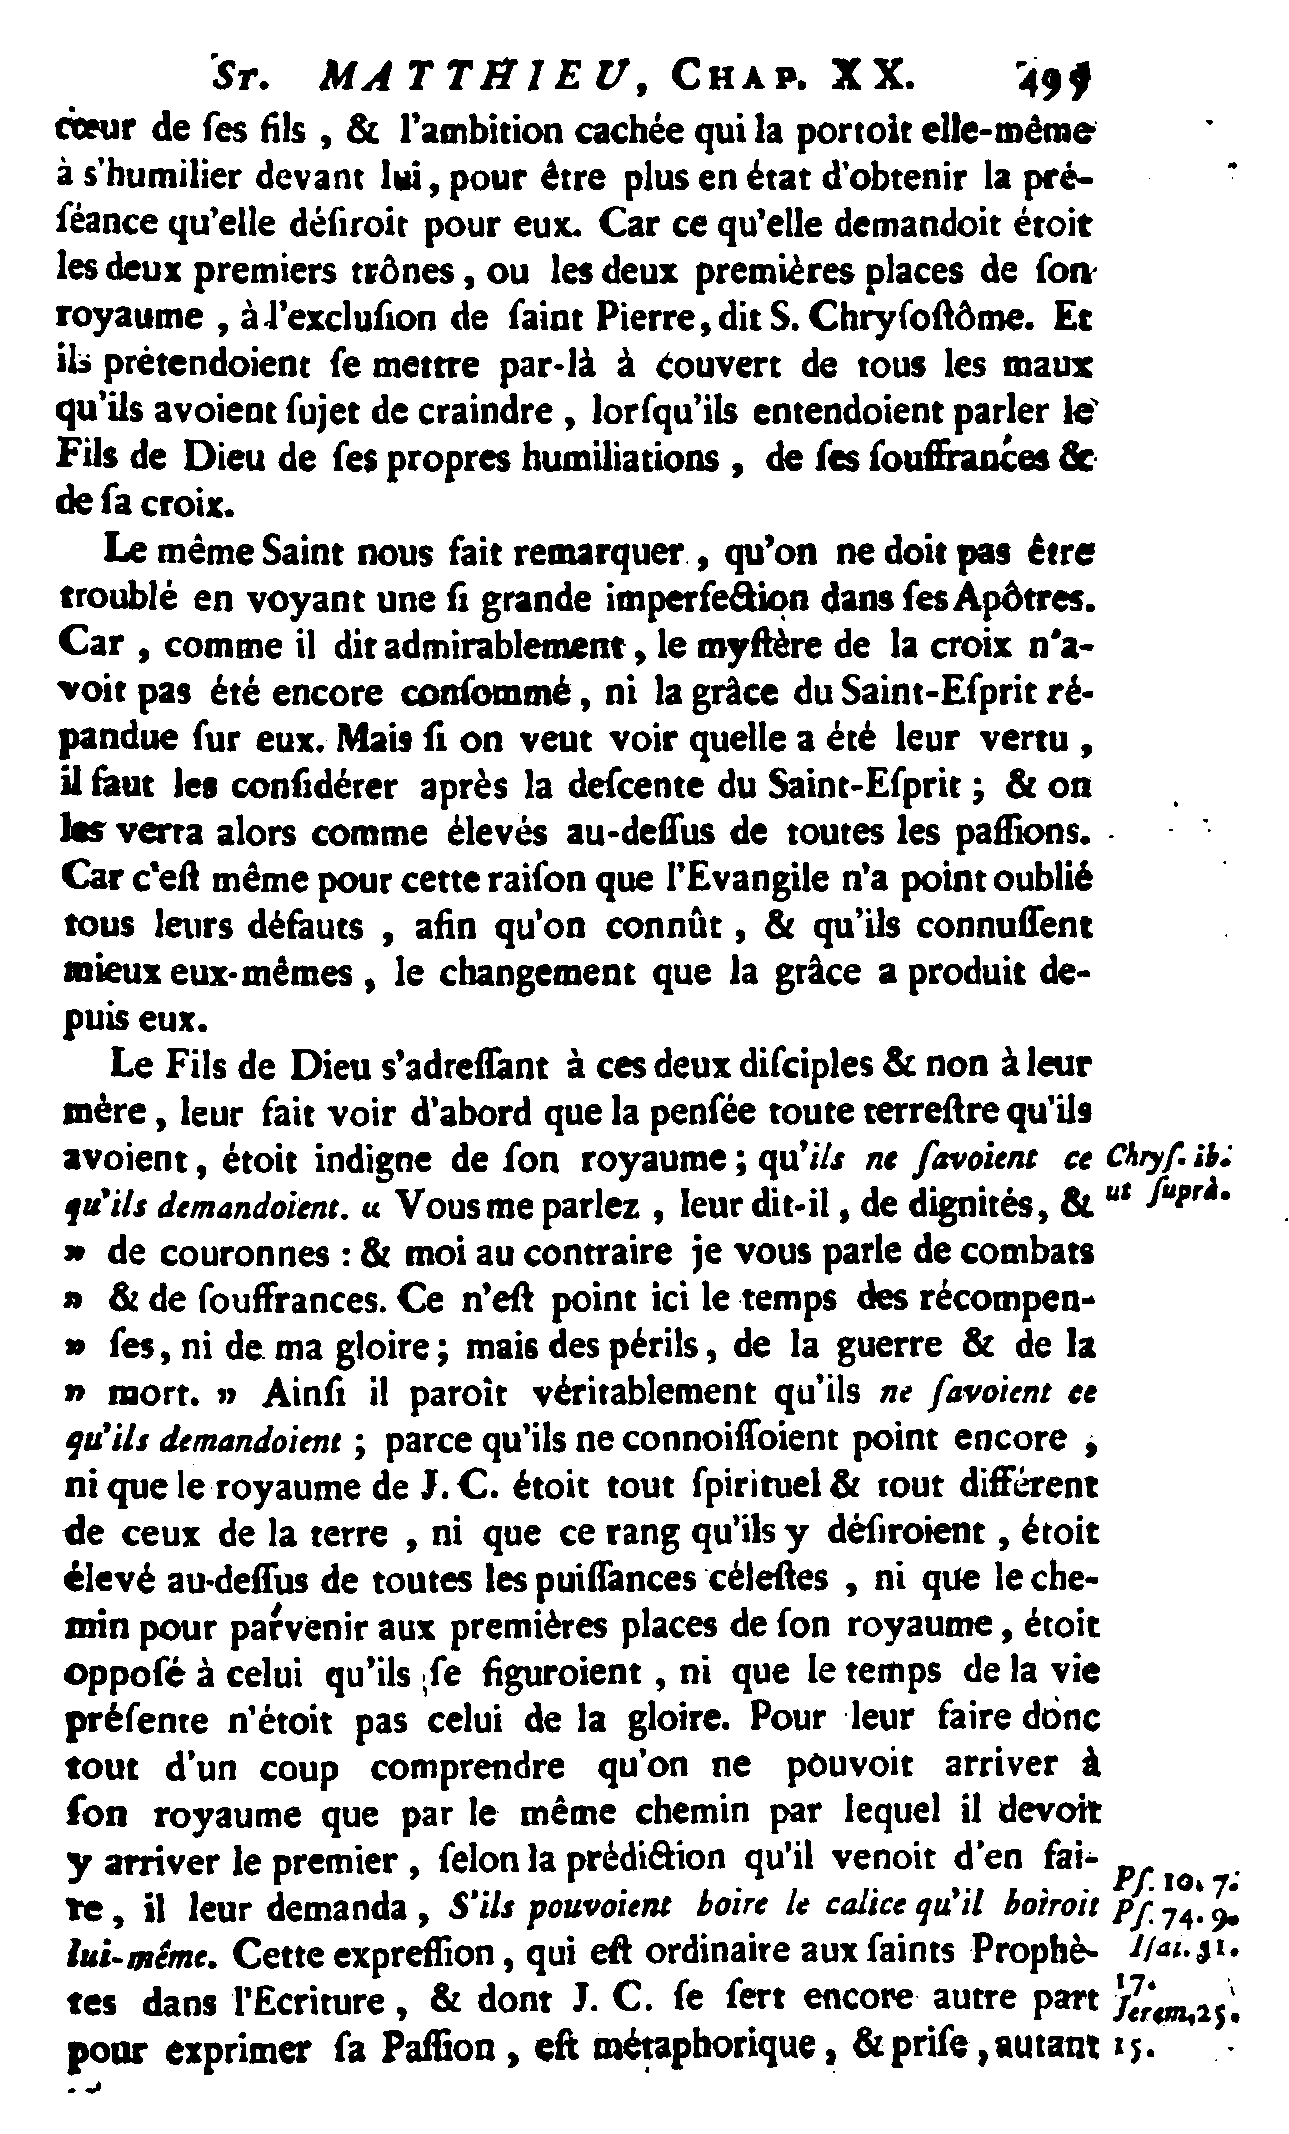 St. MATTHIEU, CHAP. XX.
cœur de ſes fils , & l'ambition cachée qui la portoit elle-même
à s'humilier devant lui, pour être plus en état d'obtenir la pré-
ſéance qu'elle déſiroit pour eux. Car ce qu'elle demandoit étoit
les deux premiers trônes , ou les deux premières places de ſon
royaume , à l'excluſion de ſaint Pierre, dit S. Chryſoſtôme. Et
ils prétendoient ſe mettre par-là à couvert de tous les maux
qu'ils avoient ſujet de craindre , lorſqu'ils entendoient parler le
Fils de Dieu de ſes propres humiliations , de ſes ſouffrances &
de ſa croix.
Le même Saint nous fait remarquer , qu'on ne doit pas être
troublé en voyant une ſi grande imperfection dans ſes Apôtres.
Car , comme il dit admirablement , le myſtère de la croix n'a-
voit pas été encore conſommé , ni la grâce du Saint-Eſprit ré-
pandue ſur eux. Mais ſi on veut voir quelle a été leur vertu ,
il faut les conſidérer après la deſcente du Saint-Eſprit ; & on
les verra alors comme élevés au-deſſus de toutes les paſſions.
Car c'eſt même pour cette raiſon que l'Evangile n'a point oublié
tous leurs défauts , afin qu'on connût , & qu'ils connuſſent
mieux eux-mêmes , le changement que la grâce a produit de-
puis eux.
Le Fils de Dieu s'adreſſant à ces deux diſciples & non à leur
mère , leur fait voir d'abord que la penſée toute terreſtre qu'ils
avoient , étoit indigne de ſon royaume ; qu'ils ne ſavoient ce
qu'ils demandoient. « Vous me parlez , leur dit-il , de dignités, &
» de couronnes : & moi au contraire je vous parle de combats
» & de ſouffrances. Ce n'eſt point ici le temps des récompen-
» ſes, ni de ma gloire ; mais des périls , de la guerre & de la
» mort. » Ainſi il paroît véritablement qu'ils ne ſavoient ce
qu'ils demandoient ; parce qu'ils ne connoiſſoient point encore ,
ni que le royaume de J. C. étoit tout ſpirituel & tout différent
de ceux de la terre , ni que ce rang qu'ils y déſiroient , étoit
élevé au-deſſus de toutes les puiſſances céleſtes , ni que le che-
min pour parvenir aux premières places de ſon royaume , étoit
oppoſé à celui qu'ils ſe figuroient , ni que le temps de la vie
préſente n'étoit pas celui de la gloire. Pour leur faire donc
tout d'un coup comprendre qu'on ne pouvoit arriver à
ſon royaume que par le même chemin par lequel il devoit
y arriver le premier , ſelon la prédiction qu'il venoit d'en fai-
re , il leur demanda , S'ils pouvoient boire le calice qu'il boiroit
lui-même. Cette expreſſion , qui eſt ordinaire aux ſaints Prophè-
tes dans l'Ecriture , & dont J. C. ſe ſert encore autre part
pour exprimer ſa Paſſion , eſt métaphorique , & priſe , autant
Chryſ. ib.
ut ſuprà.
Pſ. 10. 7.
Pſ. 74. 9.
Iſai. 51.
17.
Jerem. 25.
15.